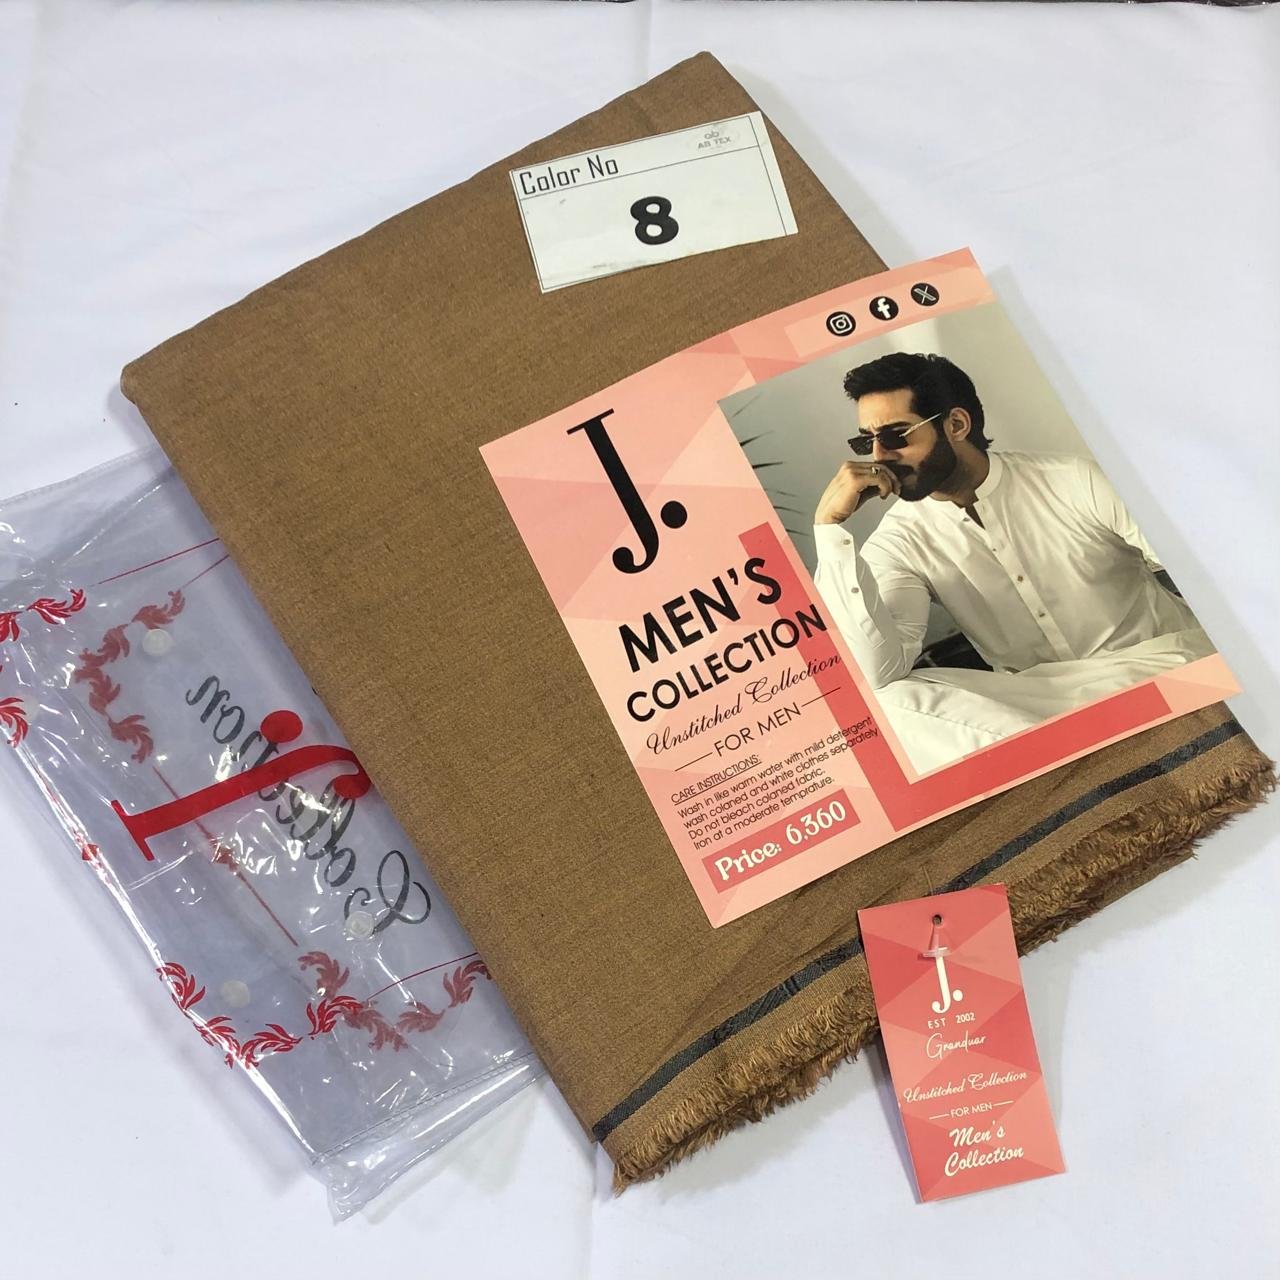 Color No
ab
AB TEX
8
J.
MEN'S
COLLECTION
Unstitched Collection
FOR MEN
CARE INSTRUCTIONS:
Wash in like warm water with mild detergent
wash colaned and white clothes separately
Do not bleach colaned fabric.
Iron at a moderate temprature.
Price: 6,360
J.
Collection
J.
EST 2002
Granduar
Unstitched Collection
FOR MEN
Men's
Collection